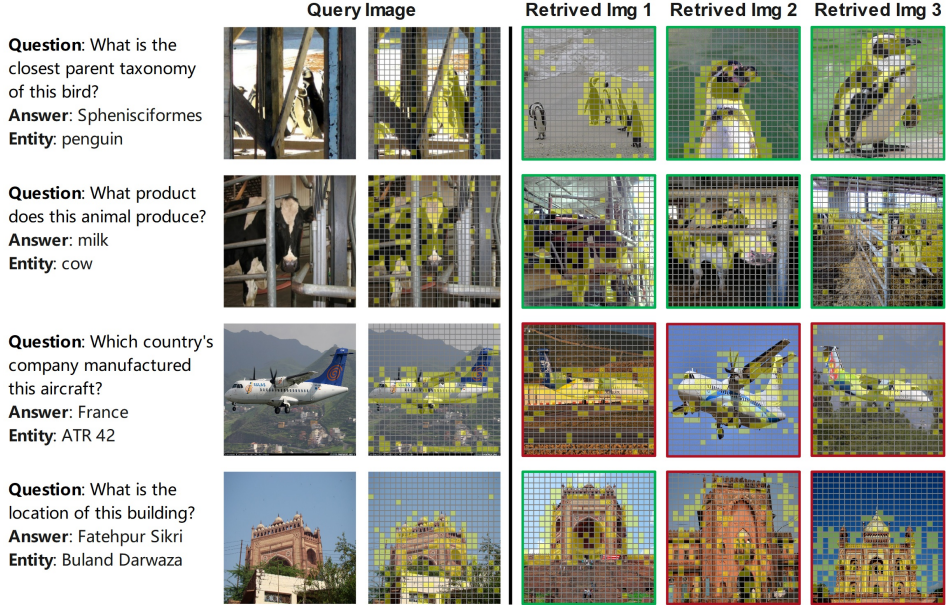 Query Image
Retrived Img 1
Retrived Img 2
Retrived Img 3
Question: What is the
closest parent taxonomy
of this bird?
Answer: Sphenisciformes
Entity: penguin
Question: What product
does this animal produce?
Answer: milk
Entity: cow
Question: Which country's
company manufactured
this aircraft?
Answer: France
Entity: ATR 42
Question: What is the
location of this building?
Answer: Fatehpur Sikri
Entity: Buland Darwaza